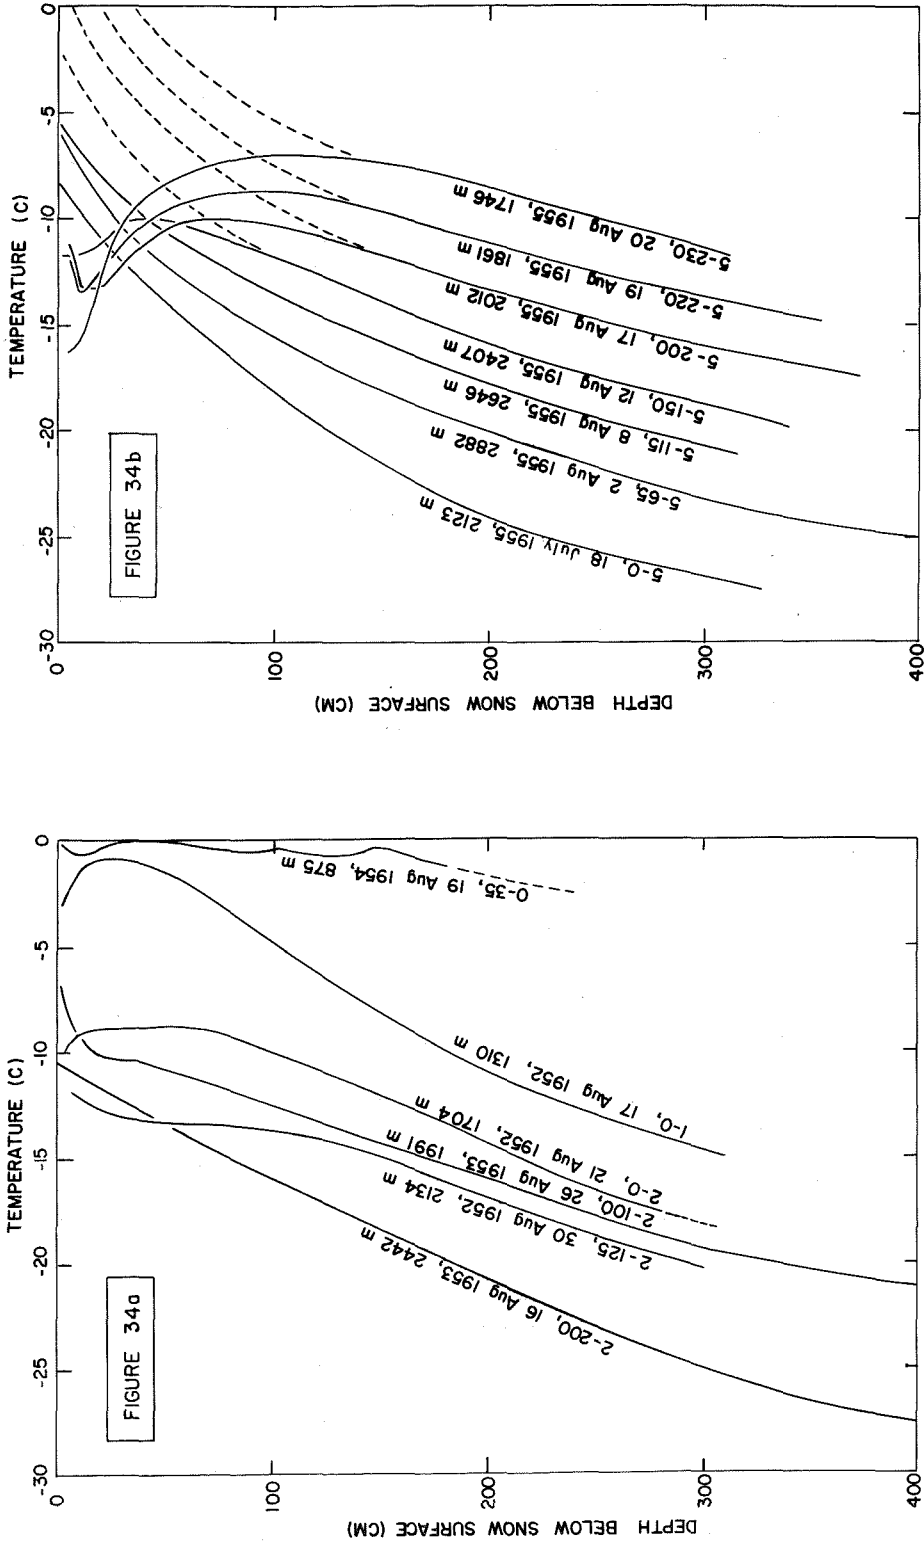 FIGURE 34a
TEMPERATURE (C)
-30
-25
-20
-15
-10
-5
0
DEPTH BELOW SNOW SURFACE (CM)
0
100
200
300
400
0-35, 19 Aug 1954, 875 m
1-0, 17 Aug 1952, 1310 m
2-0, 21 Aug 1952, 1704 m
2-100, 26 Aug 1953, 1991 m
2-125, 30 Aug 1952, 2134 m
2-200, 16 Aug 1953, 2442 m
FIGURE 34b
TEMPERATURE (C)
-30
-25
-20
-15
-10
-5
0
DEPTH BELOW SNOW SURFACE (CM)
0
100
200
300
400
5-230, 20 Aug 1955, 1746 m
5-220, 19 Aug 1955, 1861 m
5-200, 17 Aug 1955, 2012 m
5-150, 12 Aug 1955, 2407 m
5-115, 8 Aug 1955, 2646 m
5-65, 2 Aug 1955, 2882 m
5-0, 18 July 1955, 2123 m